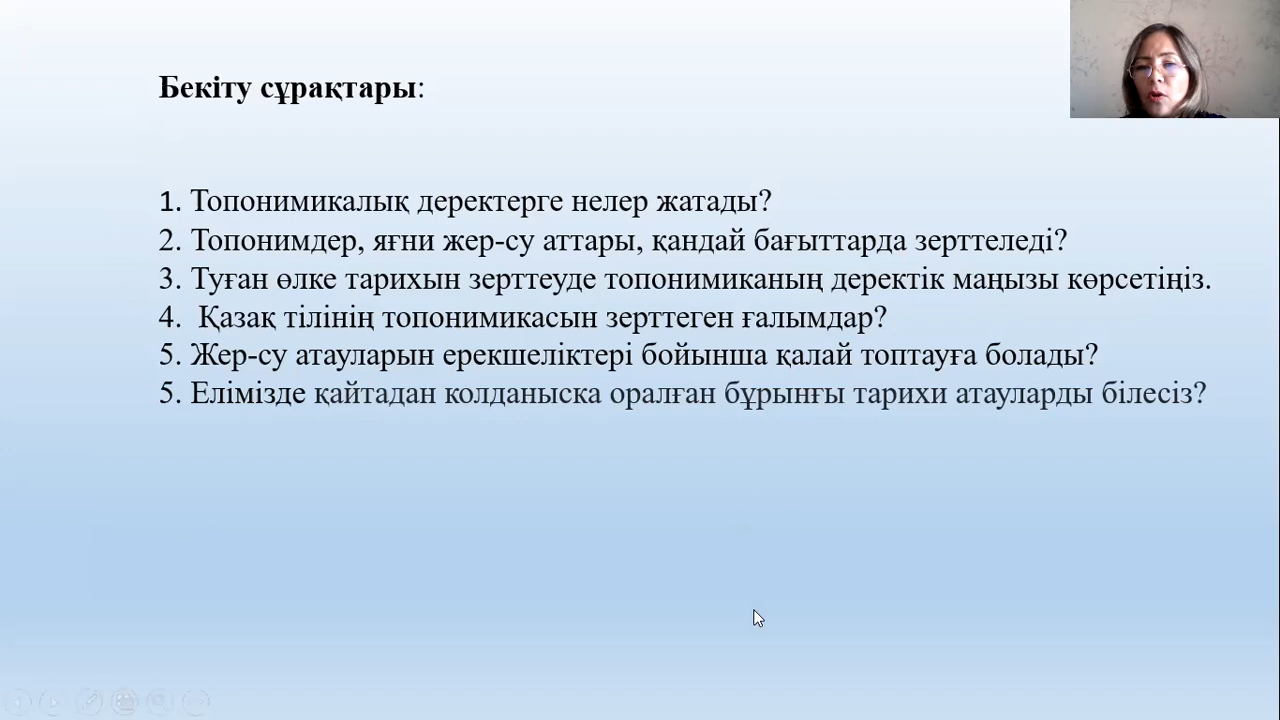 Бекіту сұрақтары:
1. Топонимикалық деректерге нелер жатады?
2. Топонимдер, яғни жер-су аттары, қандай бағыттарда зерттеледі?
3. Туған өлке тарихын зерттеуде топонимиканың деректік маңызы көрсетіңіз.
4. Қазақ тілінің топонимикасын зерттеген ғалымдар?
5. Жер-су атауларын ерекшеліктері бойынша қалай топтауға болады?
5. Елімізде қайтадан колданыска оралған бұрынғы тарихи атауларды білесіз?